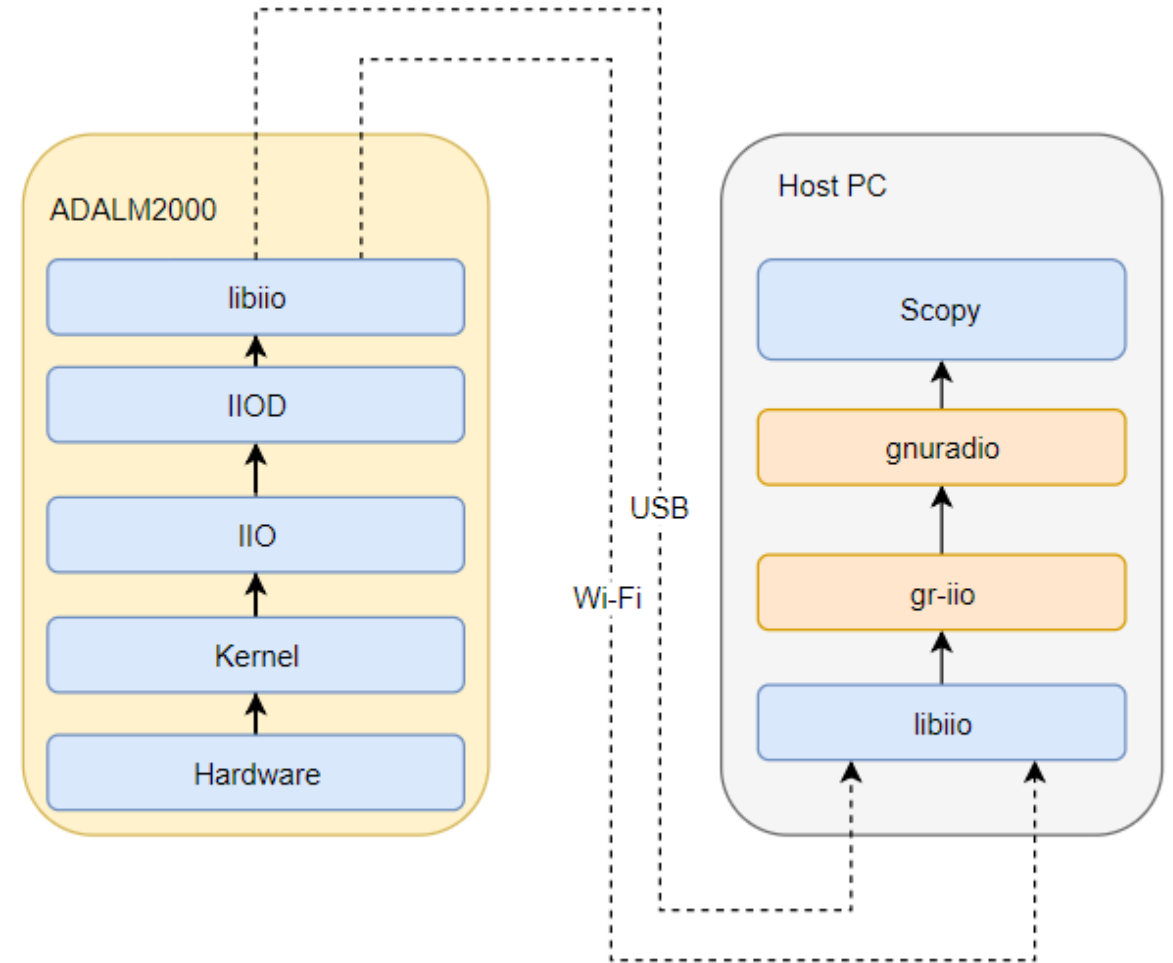 ADALM2000
libiio
IIOD
IIO
Kernel
Hardware
USB
Wi-Fi
Host PC
Scopy
gnuradio
gr-iio
libiio